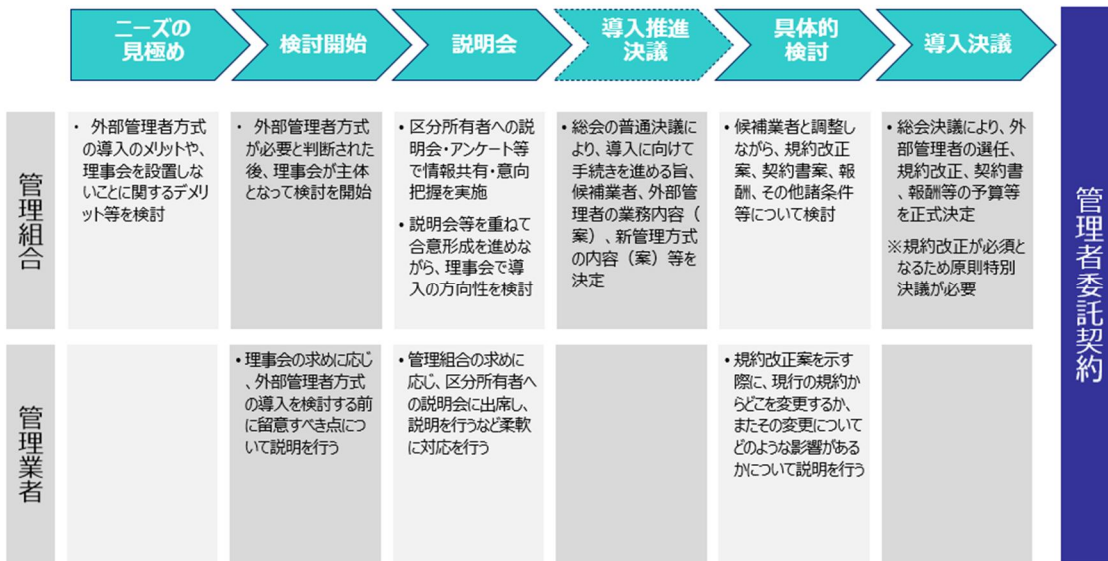 ニーズの
見極め
検討開始
説明会
導入推進
決議
具体的
検討
導入決議
管理組合
・ 外部管理者方式
の導入のメリットや、
理事会を設置しな
いことに関するデメリ
ット等を検討
・ 外部管理者方式
が必要と判断された
後、理事会が主体
となって検討を開始
• 区分所有者への説
明会・アンケート等
で情報共有・意向
把握を実施
• 説明会等を重ねて
合意形成を進めな
がら、理事会で導
入の方向性を検討
• 総会の普通決議に
より、導入に向けて
手続きを進める旨、
候補業者、外部管
理者の業務内容（
案）、新管理方式
の内容（案）等を
決定
• 候補業者と調整し
ながら、規約改正
案、契約書案、報
酬、その他諸条件
等について検討
• 総会決議により、外
部管理者の選任、
規約改正、契約書
、報酬等の予算等
を正式決定
※規約改正が必須と
なるため原則特別
決議が必要
管理業者
• 理事会の求めに応じ
、外部管理者方式
の導入を検討する前
に留意すべき点につ
いて説明を行う
• 管理組合の求めに
応じ、区分所有者へ
の説明会に出席し、
説明を行うなど柔軟
に対応を行う
• 規約改正案を示す
際に、現行の規約か
らどこを変更するか、
またその変更について
どのような影響がある
かについて説明を行う
管理者委託契約